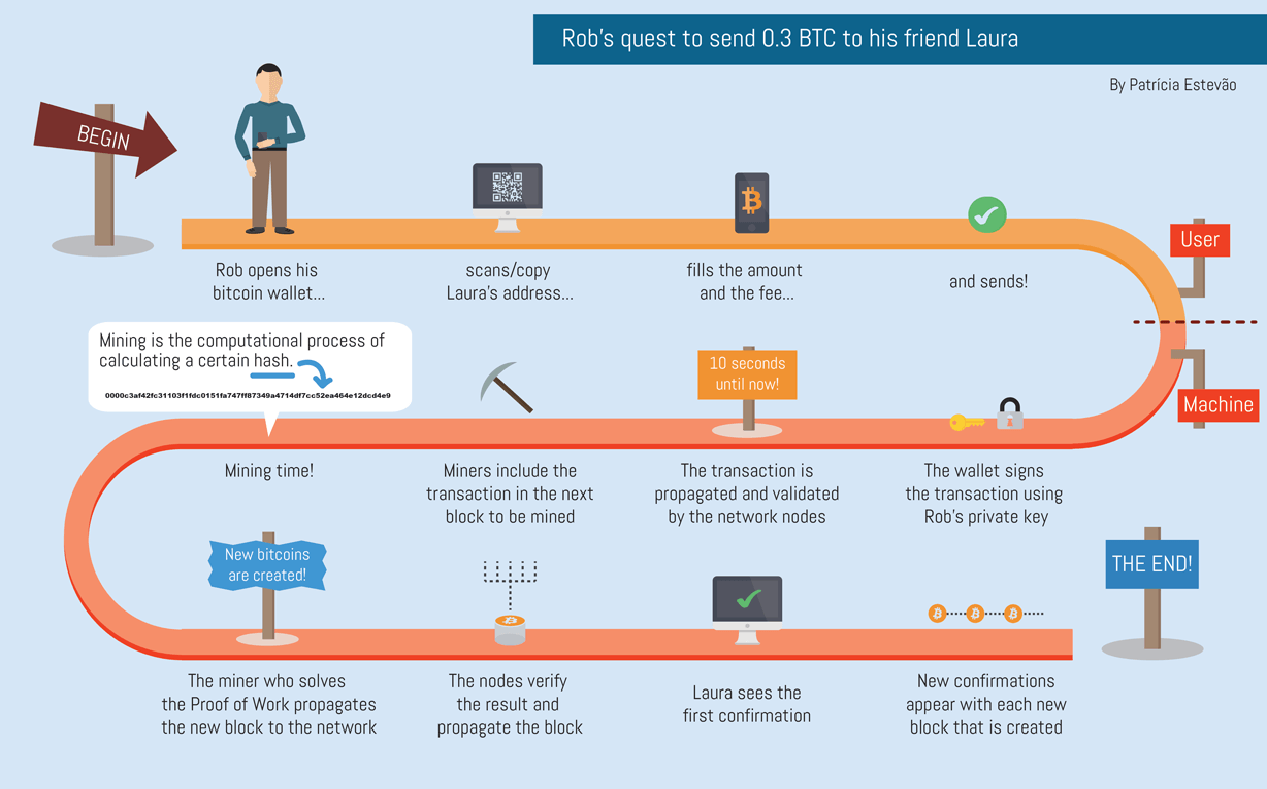 Rob's quest to send 0.3 BTC to his friend Laura
By Patrícia Estevão
BEGIN
Rob opens his
bitcoin wallet...
scans/copy
Laura's address...
fills the amount
and the fee...
and sends!
User
Machine
The wallet signs
the transaction using
Rob's private key
10 seconds
until now!
The transaction is
propagated and validated
by the network nodes
Miners include the
transaction in the next
block to be mined
Mining is the computational process of
calculating a certain hash.
0000c3af42fc31103f1fdc0151fa747ff87349a4714df7cc52ea464e12dcd4e9
Mining time!
New bitcoins
are created!
The miner who solves
the Proof of Work propagates
the new block to the network
The nodes verify
the result and
propagate the block
Laura sees the
first confirmation
New confirmations
appear with each new
block that is created
THE END!